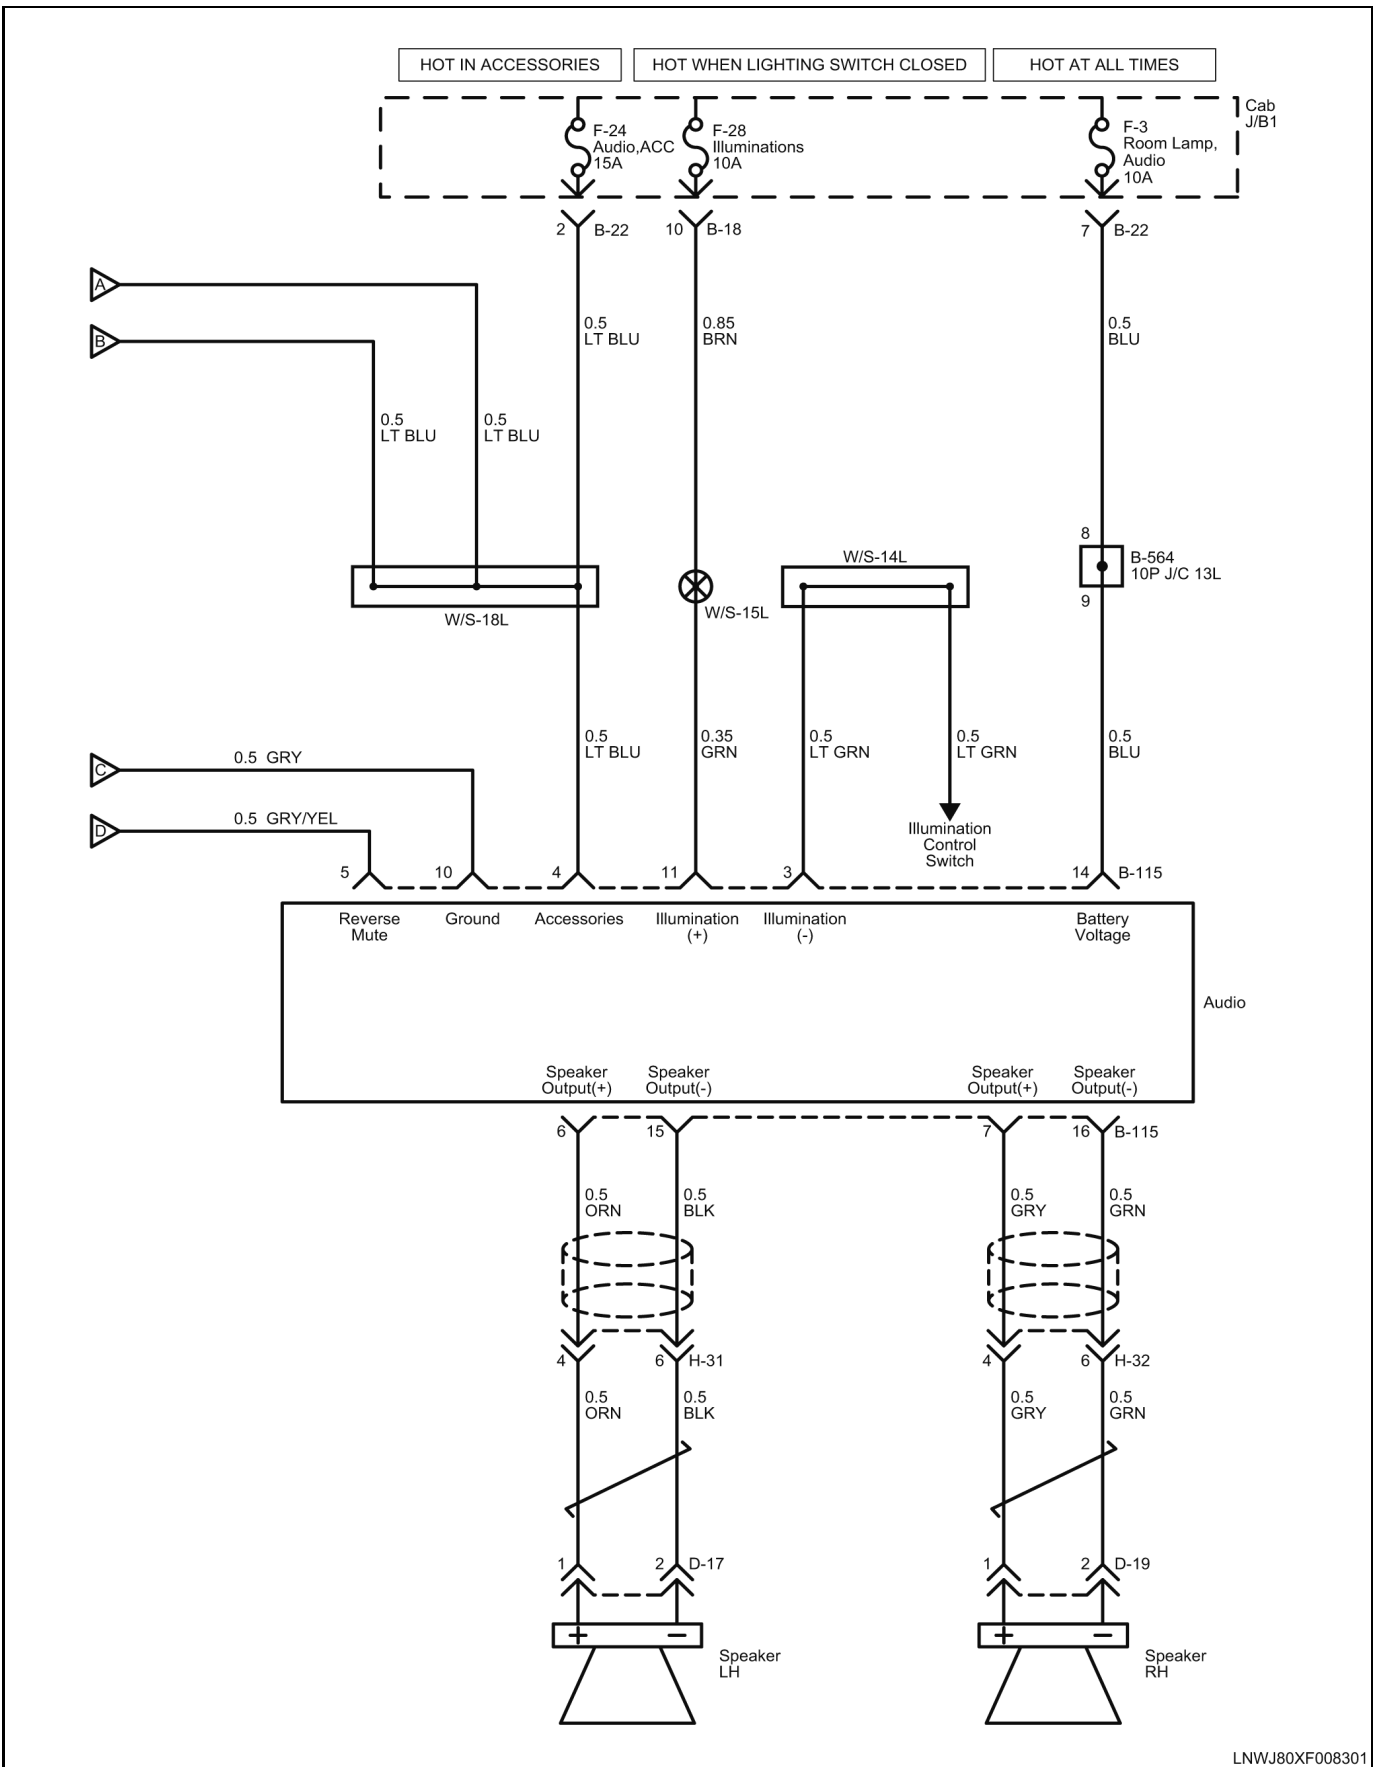 HOT IN ACCESSORIES
HOT WHEN LIGHTING SWITCH CLOSED
HOT AT ALL TIMES
Cab
J/B1
F-24
Audio,ACC
15A
F-28
Illuminations
10A
F-3
Room Lamp,
Audio
10A
2
B-22
10
B-18
7
B-22
A
B
0.5
LT BLU
0.85
BRN
0.5
BLU
0.5
LT BLU
0.5
LT BLU
8
B-564
10P J/C 13L
9
W/S-14L
W/S-18L
W/S-15L
0.5
LT BLU
0.35
GRN
0.5
LT GRN
0.5
LT GRN
0.5
BLU
C
0.5 GRY
D
0.5 GRY/YEL
Illumination
Control
Switch
5
10
4
11
3
14
B-115
Reverse
Mute
Ground
Accessories
Illumination
(+)
Illumination
(-)
Battery
Voltage
Audio
Speaker
Output(+)
Speaker
Output(-)
Speaker
Output(+)
Speaker
Output(-)
6
15
7
16
B-115
0.5
ORN
0.5
BLK
0.5
GRY
0.5
GRN
4
6
H-31
4
6
H-32
0.5
ORN
0.5
BLK
0.5
GRY
0.5
GRN
1
2
D-17
1
2
D-19
+
−
+
−
Speaker
LH
Speaker
RH
LNWJ80XF008301